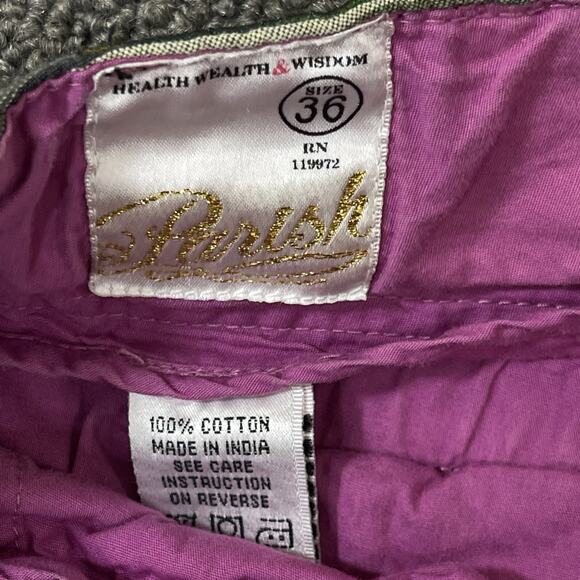 HEALTH WEALTH & WISDOM
SIZE
36
RN
119972
Parish
100% COTTON
MADE IN INDIA
SEE CARE
INSTRUCTION
ON REVERSE